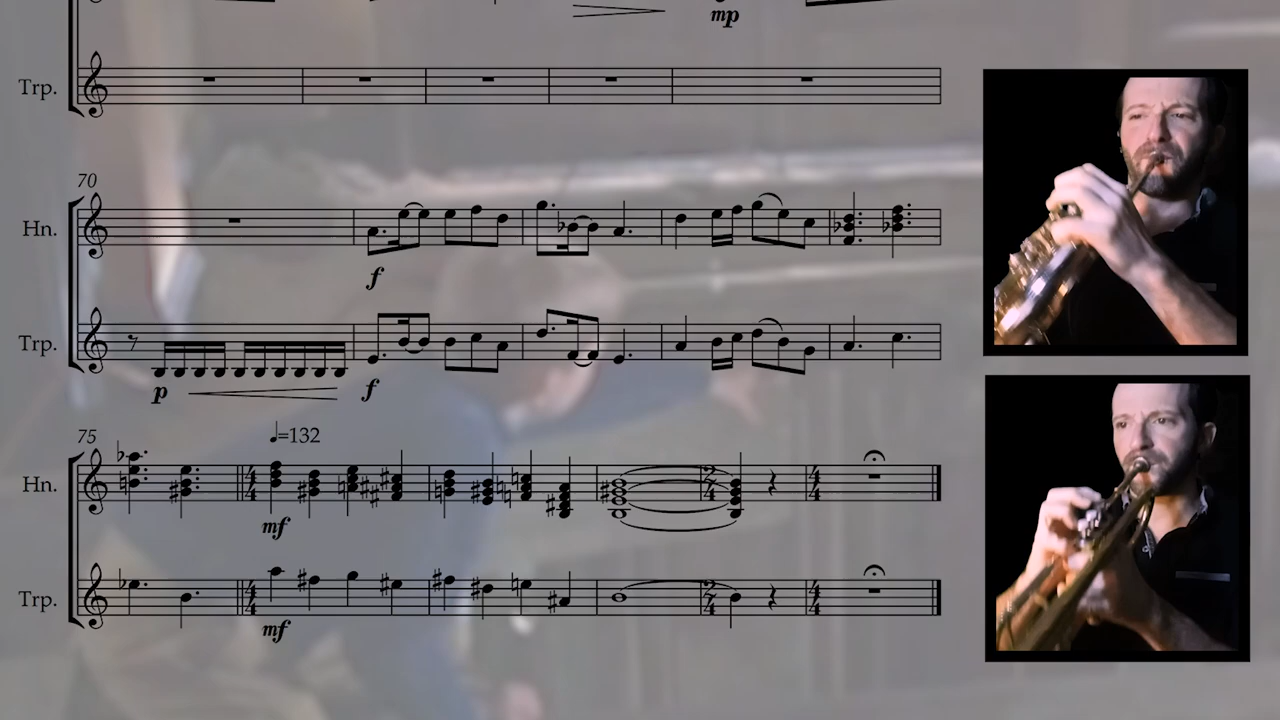 mp
Trp.
70
Hn.
f
Trp.
p f
75
♩=132
Hn.
mf
Trp.
mf